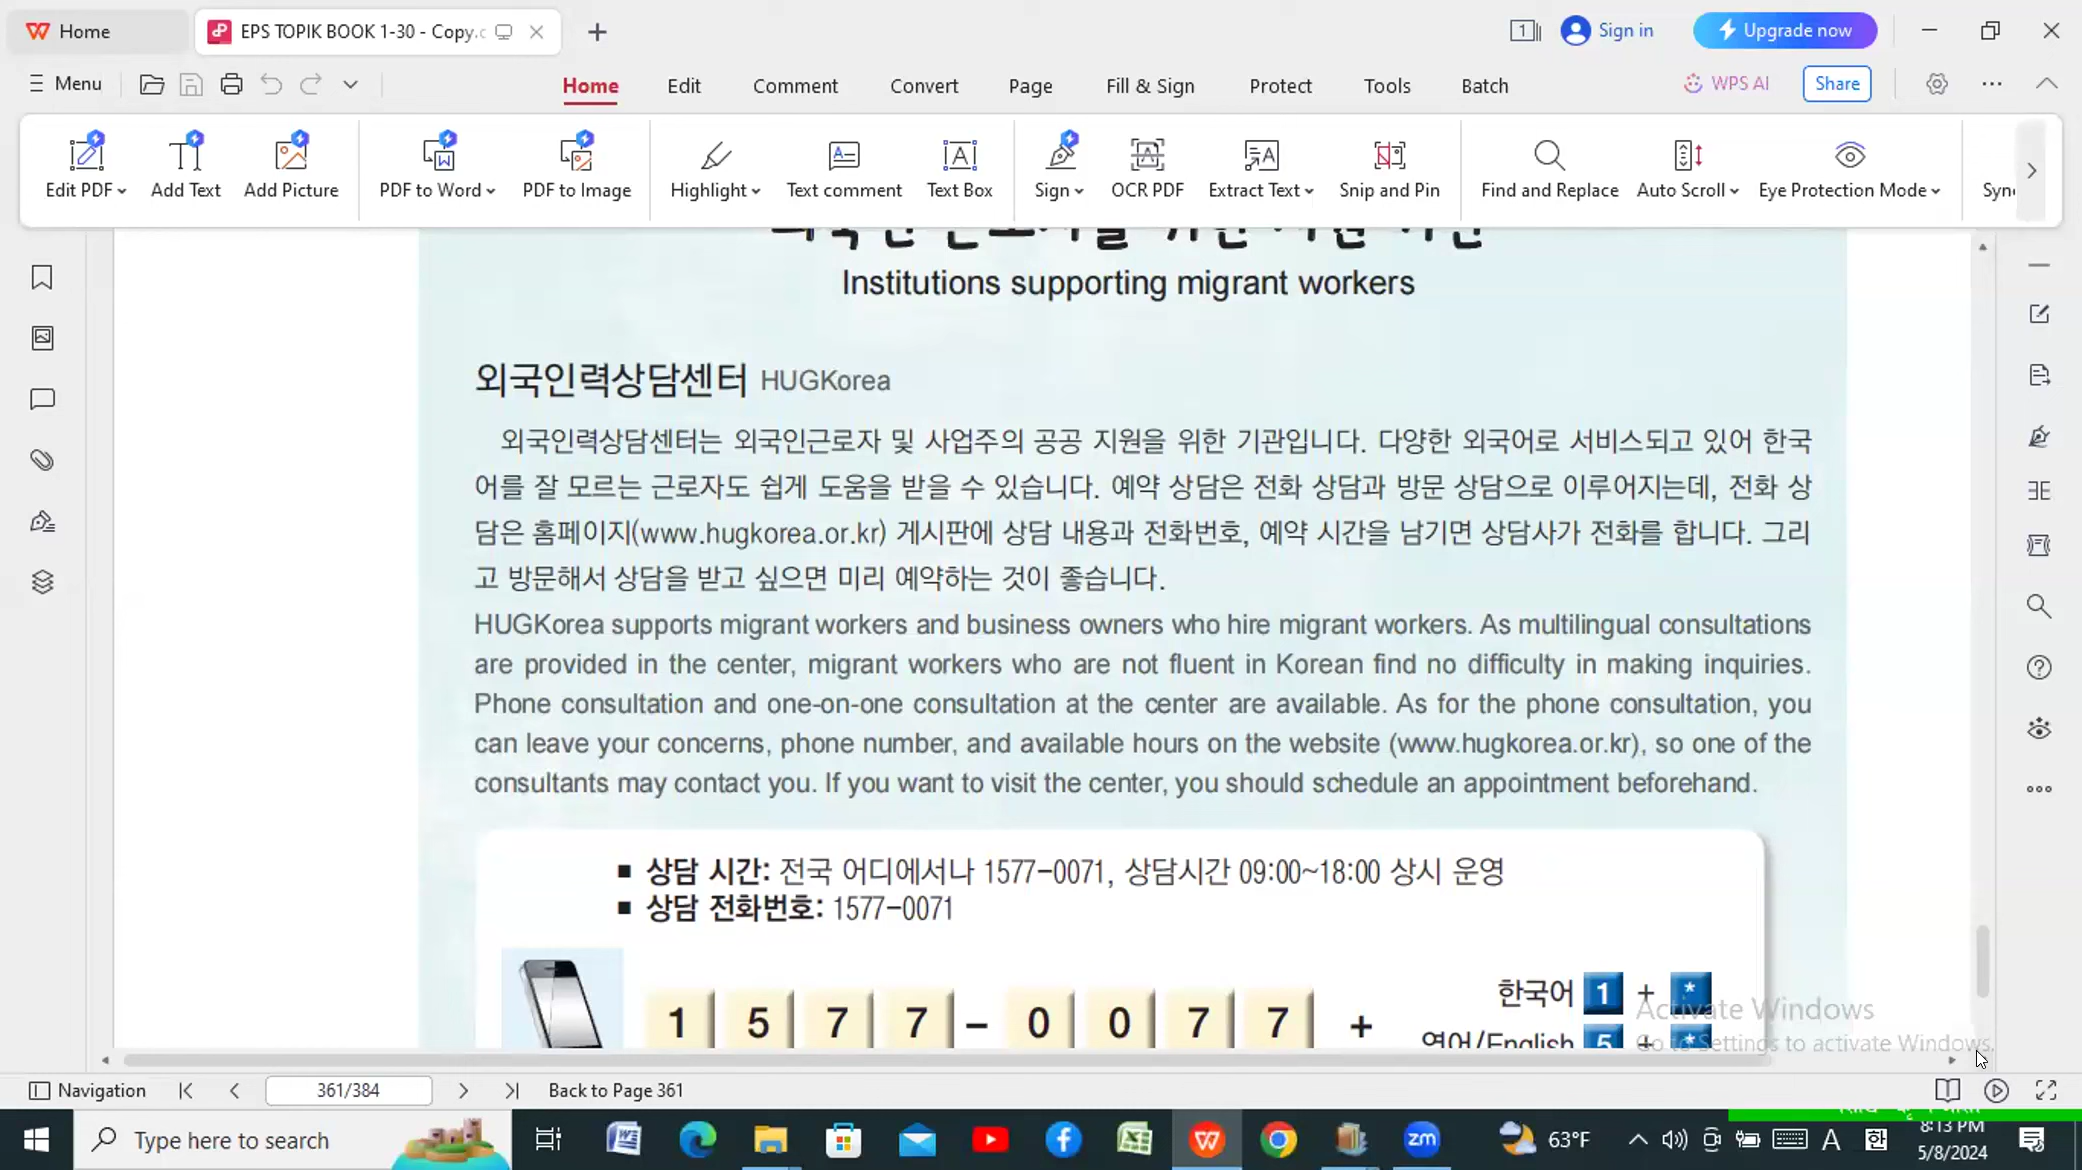 Home
EPS TOPIK BOOK 1-30 - Copy.
Sign in
Upgrade now
Menu
Home Edit Comment Convert Page Fill & Sign Protect Tools Batch
WPS AI
Share
Edit PDF Add Text Add Picture PDF to Word PDF to Image Highlight Text comment Text Box Sign OCR PDF Extract Text Snip and Pin Find and Replace Auto Scroll Eye Protection Mode
Institutions supporting migrant workers
외국인력상담센터 HUGKorea
외국인력상담센터는 외국인근로자 및 사업주의 공공 지원을 위한 기관입니다. 다양한 외국어로 서비스되고 있어 한국
어를 잘 모르는 근로자도 쉽게 도움을 받을 수 있습니다. 예약 상담은 전화 상담과 방문 상담으로 이루어지는데, 전화 상
담은 홈페이지(www.hugkorea.or.kr) 게시판에 상담 내용과 전화번호, 예약 시간을 남기면 상담사가 전화를 합니다. 그리
고 방문해서 상담을 받고 싶으면 미리 예약하는 것이 좋습니다.
HUGKorea supports migrant workers and business owners who hire migrant workers. As multilingual consultations
are provided in the center, migrant workers who are not fluent in Korean find no difficulty in making inquiries.
Phone consultation and one-on-one consultation at the center are available. As for the phone consultation, you
can leave your concerns, phone number, and available hours on the website (www.hugkorea.or.kr), so one of the
consultants may contact you. If you want to visit the center, you should schedule an appointment beforehand.
■ 상담 시간: 전국 어디에서나 1577-0071, 상담시간 09:00~18:00 상시 운영
■ 상담 전화번호: 1577-0071
한국어 1 + *
1 5 7 7 - 0 0 7 7 +
영어/English 5 + *
Activate Windows
Go to Settings to activate Windows.
Navigation
361/384
Back to Page 361
Type here to search
63°F
A
한
8:13 PM
5/8/2024